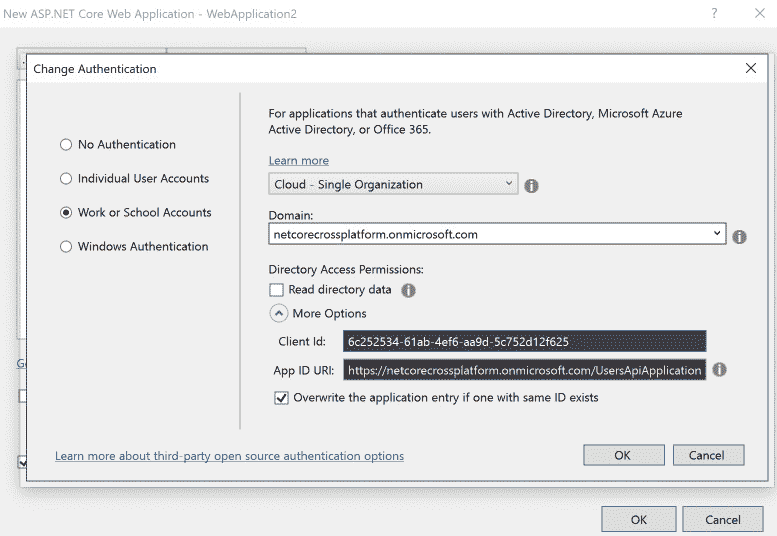 New ASP.NET Core Web Application - WebApplication2
Change Authentication
For applications that authenticate users with Active Directory, Microsoft Azure
Active Directory, or Office 365.
Learn more
No Authentication
Individual User Accounts
Work or School Accounts
Windows Authentication
Cloud - Single Organization
Domain:
netcorecrossplatform.onmicrosoft.com
Directory Access Permissions:
Read directory data
More Options
Client Id:
6c252534-61ab-4ef6-aa9d-5c752d12f625
App ID URI:
https://netcorecrossplatform.onmicrosoft.com/UsersApiApplication
Overwrite the application entry if one with same ID exists
Learn more about third-party open source authentication options
OK
Cancel
OK
Cancel